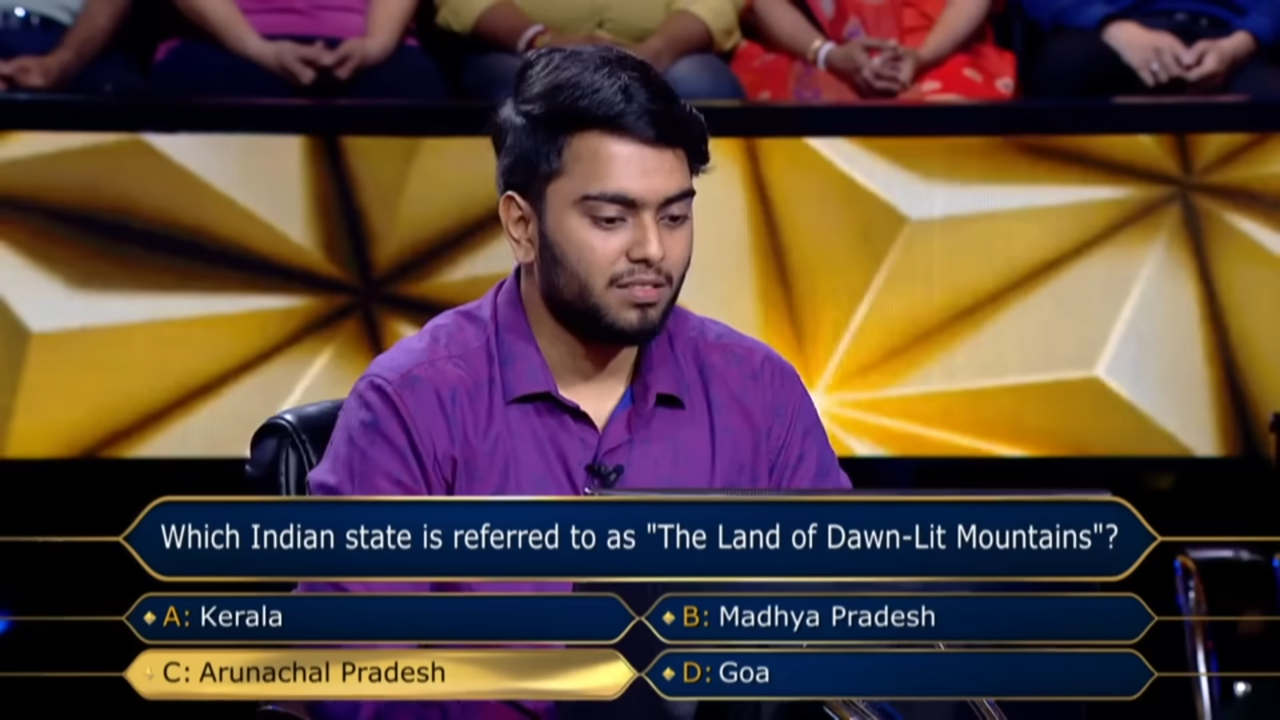 Which Indian state is referred to as "The Land of Dawn-Lit Mountains"?
A: Kerala
B: Madhya Pradesh
C: Arunachal Pradesh
D: Goa